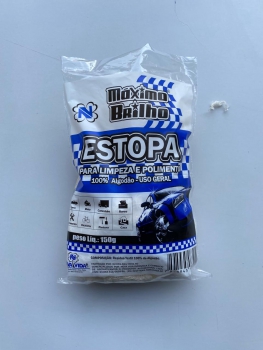 Máximo
Brilho
ESTOPA
PARA LIMPEZA E POLIMENTO
100% Algodão - USO GERAL
peso Liq.: 150g